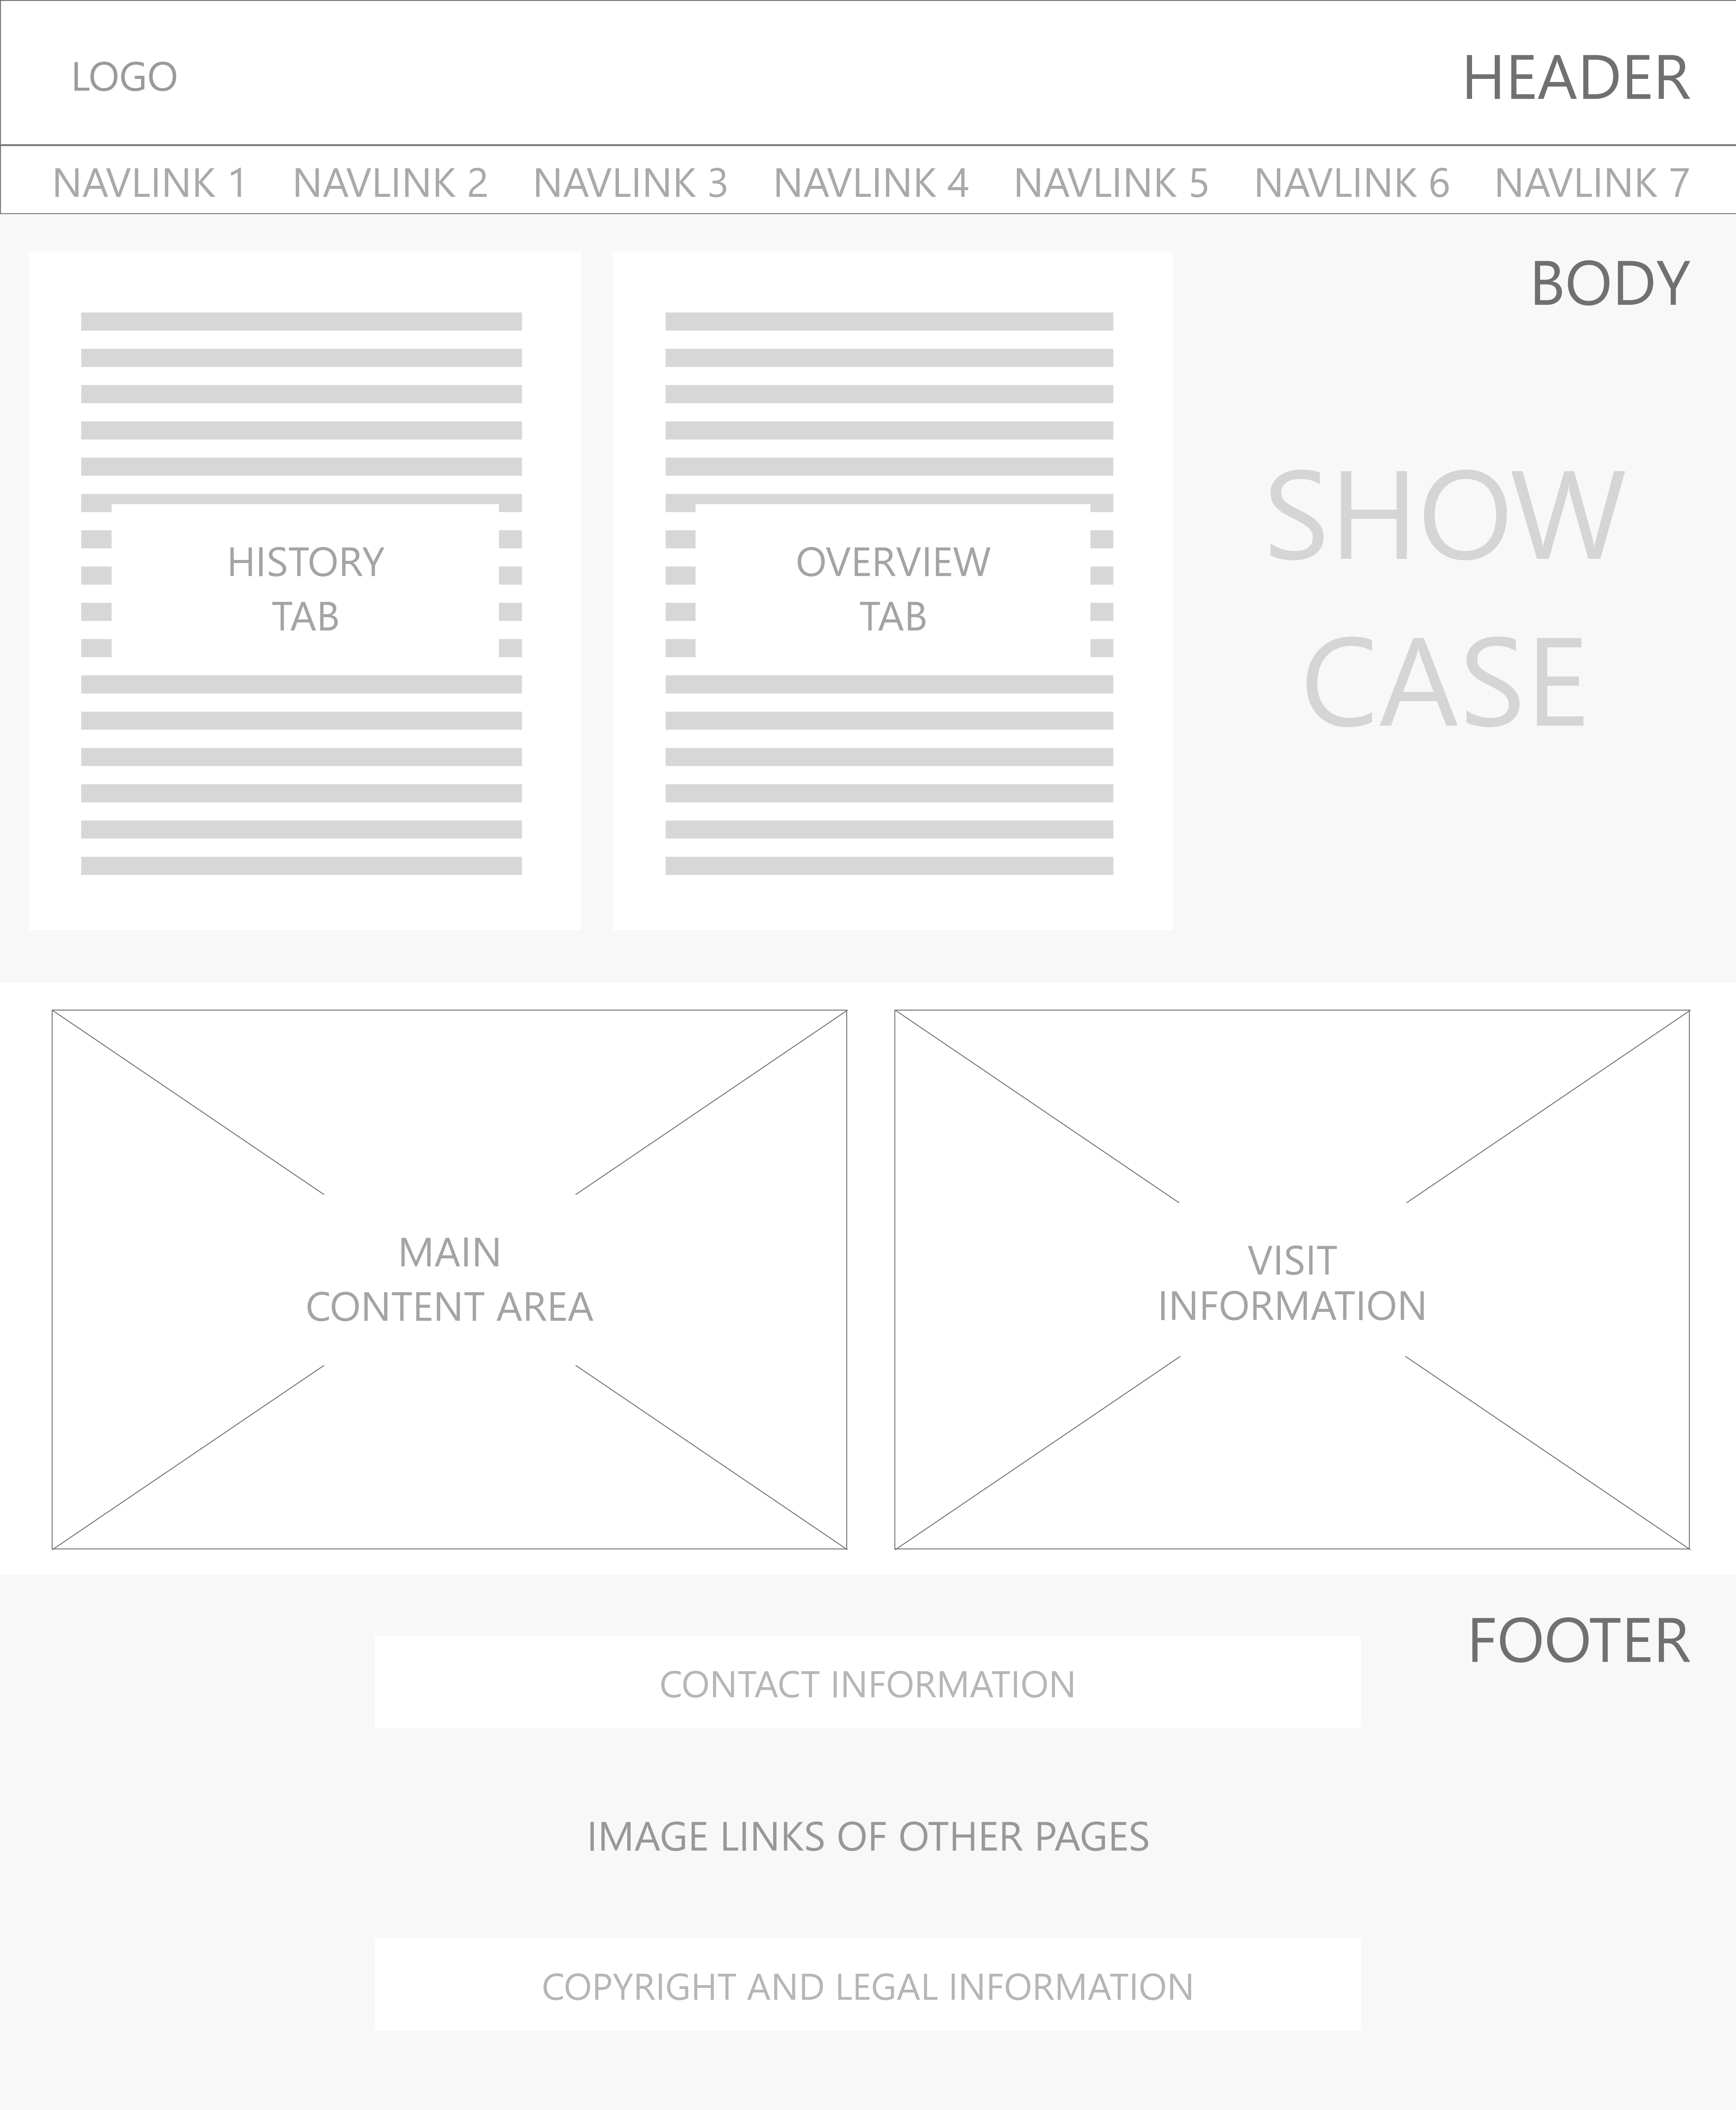 LOGO
HEADER
NAVLINK 1
NAVLINK 2
NAVLINK 3
NAVLINK 4
NAVLINK 5
NAVLINK 6
NAVLINK 7
BODY
HISTORY
TAB
OVERVIEW
TAB
SHOW
CASE
MAIN
CONTENT AREA
VISIT
INFORMATION
FOOTER
CONTACT INFORMATION
IMAGE LINKS OF OTHER PAGES
COPYRIGHT AND LEGAL INFORMATION